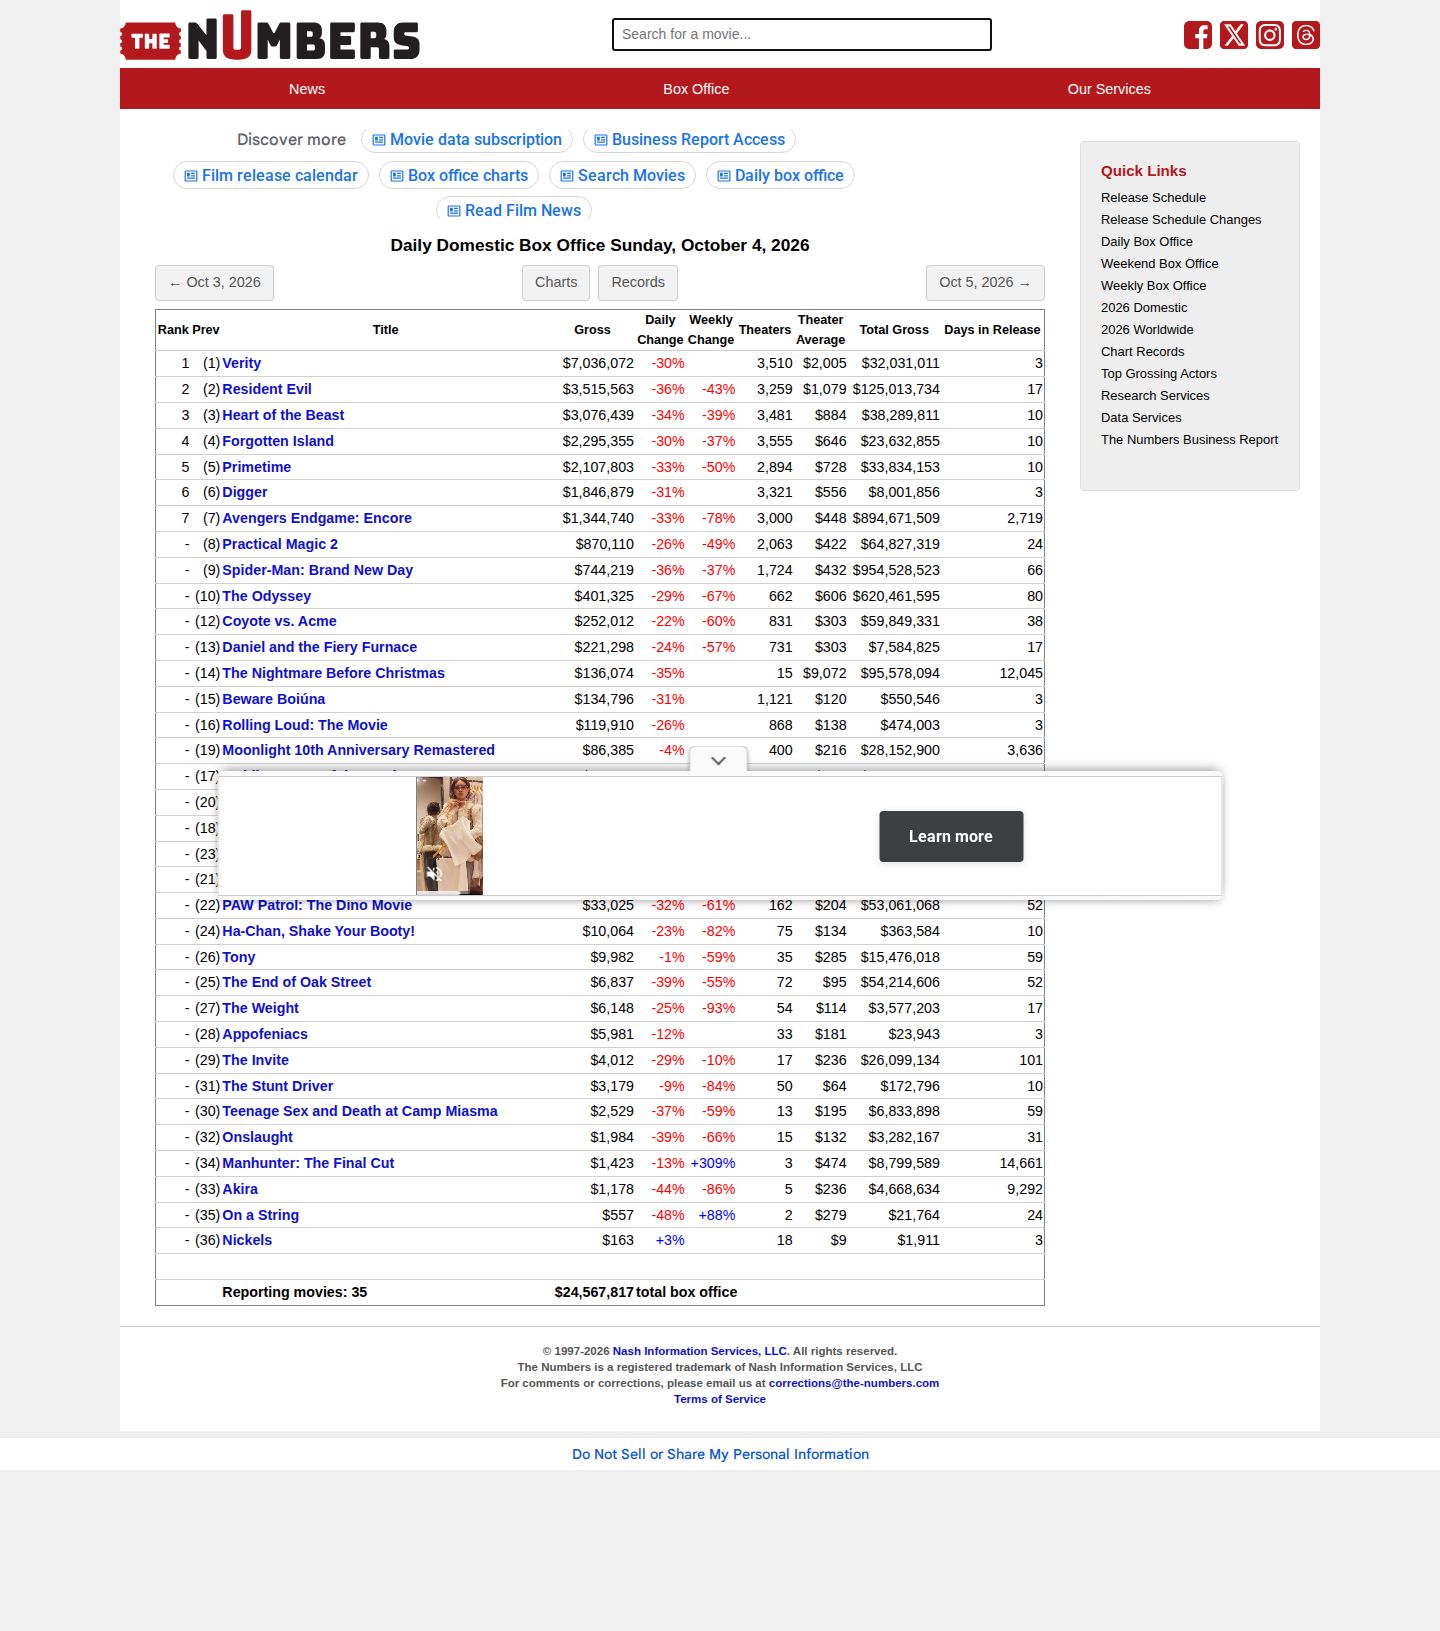 THE NUMBERS
Search for a movie...
News Box Office Our Services
Discover more Movie data subscription Business Report Access
Film release calendar Box office charts Search Movies Daily box office
Read Film News
Daily Domestic Box Office Sunday, October 4, 2026
← Oct 3, 2026 Charts Records Oct 5, 2026 →
Rank Prev Title Gross Daily Change Weekly Change Theaters Theater Average Total Gross Days in Release
1 (1) Verity $7,036,072 -30% 3,510 $2,005 $32,031,011 3
2 (2) Resident Evil $3,515,563 -36% -43% 3,259 $1,079 $125,013,734 17
3 (3) Heart of the Beast $3,076,439 -34% -39% 3,481 $884 $38,289,811 10
4 (4) Forgotten Island $2,295,355 -30% -37% 3,555 $646 $23,632,855 10
5 (5) Primetime $2,107,803 -33% -50% 2,894 $728 $33,834,153 10
6 (6) Digger $1,846,879 -31% 3,321 $556 $8,001,856 3
7 (7) Avengers Endgame: Encore $1,344,740 -33% -78% 3,000 $448 $894,671,509 2,719
- (8) Practical Magic 2 $870,110 -26% -49% 2,063 $422 $64,827,319 24
- (9) Spider-Man: Brand New Day $744,219 -36% -37% 1,724 $432 $954,528,523 66
- (10) The Odyssey $401,325 -29% -67% 662 $606 $620,461,595 80
- (12) Coyote vs. Acme $252,012 -22% -60% 831 $303 $59,849,331 38
- (13) Daniel and the Fiery Furnace $221,298 -24% -57% 731 $303 $7,584,825 17
- (14) The Nightmare Before Christmas $136,074 -35% 15 $9,072 $95,578,094 12,045
- (15) Beware Boiúna $134,796 -31% 1,121 $120 $550,546 3
- (16) Rolling Loud: The Movie $119,910 -26% 868 $138 $474,003 3
- (19) Moonlight 10th Anniversary Remastered $86,385 -4% 400 $216 $28,152,900 3,636
- (17)
- (20)
- (18)
- (23)
- (21)
Learn more
- (22) PAW Patrol: The Dino Movie $33,025 -32% -61% 162 $204 $53,061,068 52
- (24) Ha-Chan, Shake Your Booty! $10,064 -23% -82% 75 $134 $363,584 10
- (26) Tony $9,982 -1% -59% 35 $285 $15,476,018 59
- (25) The End of Oak Street $6,837 -39% -55% 72 $95 $54,214,606 52
- (27) The Weight $6,148 -25% -93% 54 $114 $3,577,203 17
- (28) Appofeniacs $5,981 -12% 33 $181 $23,943 3
- (29) The Invite $4,012 -29% -10% 17 $236 $26,099,134 101
- (31) The Stunt Driver $3,179 -9% -84% 50 $64 $172,796 10
- (30) Teenage Sex and Death at Camp Miasma $2,529 -37% -59% 13 $195 $6,833,898 59
- (32) Onslaught $1,984 -39% -66% 15 $132 $3,282,167 31
- (34) Manhunter: The Final Cut $1,423 -13% +309% 3 $474 $8,799,589 14,661
- (33) Akira $1,178 -44% -86% 5 $236 $4,668,634 9,292
- (35) On a String $557 -48% +88% 2 $279 $21,764 24
- (36) Nickels $163 +3% 18 $9 $1,911 3
Reporting movies: 35 $24,567,817 total box office
Quick Links
Release Schedule
Release Schedule Changes
Daily Box Office
Weekend Box Office
Weekly Box Office
2026 Domestic
2026 Worldwide
Chart Records
Top Grossing Actors
Research Services
Data Services
The Numbers Business Report
© 1997-2026 Nash Information Services, LLC. All rights reserved.
The Numbers is a registered trademark of Nash Information Services, LLC
For comments or corrections, please email us at corrections@the-numbers.com
Terms of Service
Do Not Sell or Share My Personal Information